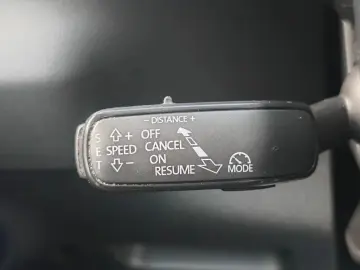 - DISTANCE +
SET
+ OFF
SPEED CANCEL
- ON
RESUME
MODE